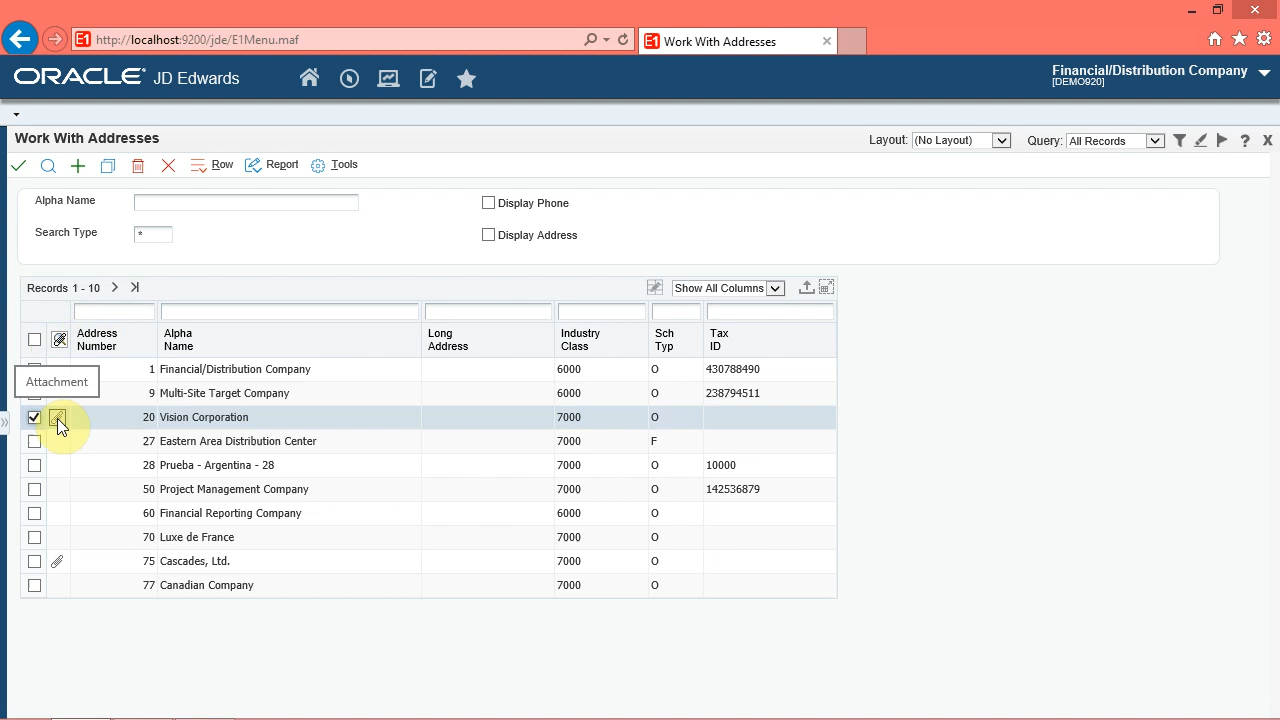 http://localhost:9200/jde/E1Menu.maf
E1 Work With Addresses
ORACLE JD Edwards
Financial/Distribution Company
[DEMO920]
Work With Addresses
Layout: (No Layout) Query: All Records
Row Report Tools
Alpha Name
Display Phone
Search Type *
Display Address
Records 1 - 10 Show All Columns
Address Number Alpha Name Long Address Industry Class Sch Typ Tax ID
1 Financial/Distribution Company 6000 O 430788490
Attachment
9 Multi-Site Target Company 6000 O 238794511
20 Vision Corporation 7000 O
27 Eastern Area Distribution Center 7000 F
28 Prueba - Argentina - 28 7000 O 10000
50 Project Management Company 7000 O 142536879
60 Financial Reporting Company 6000 O
70 Luxe de France 7000 O
75 Cascades, Ltd. 7000 O
77 Canadian Company 7000 O